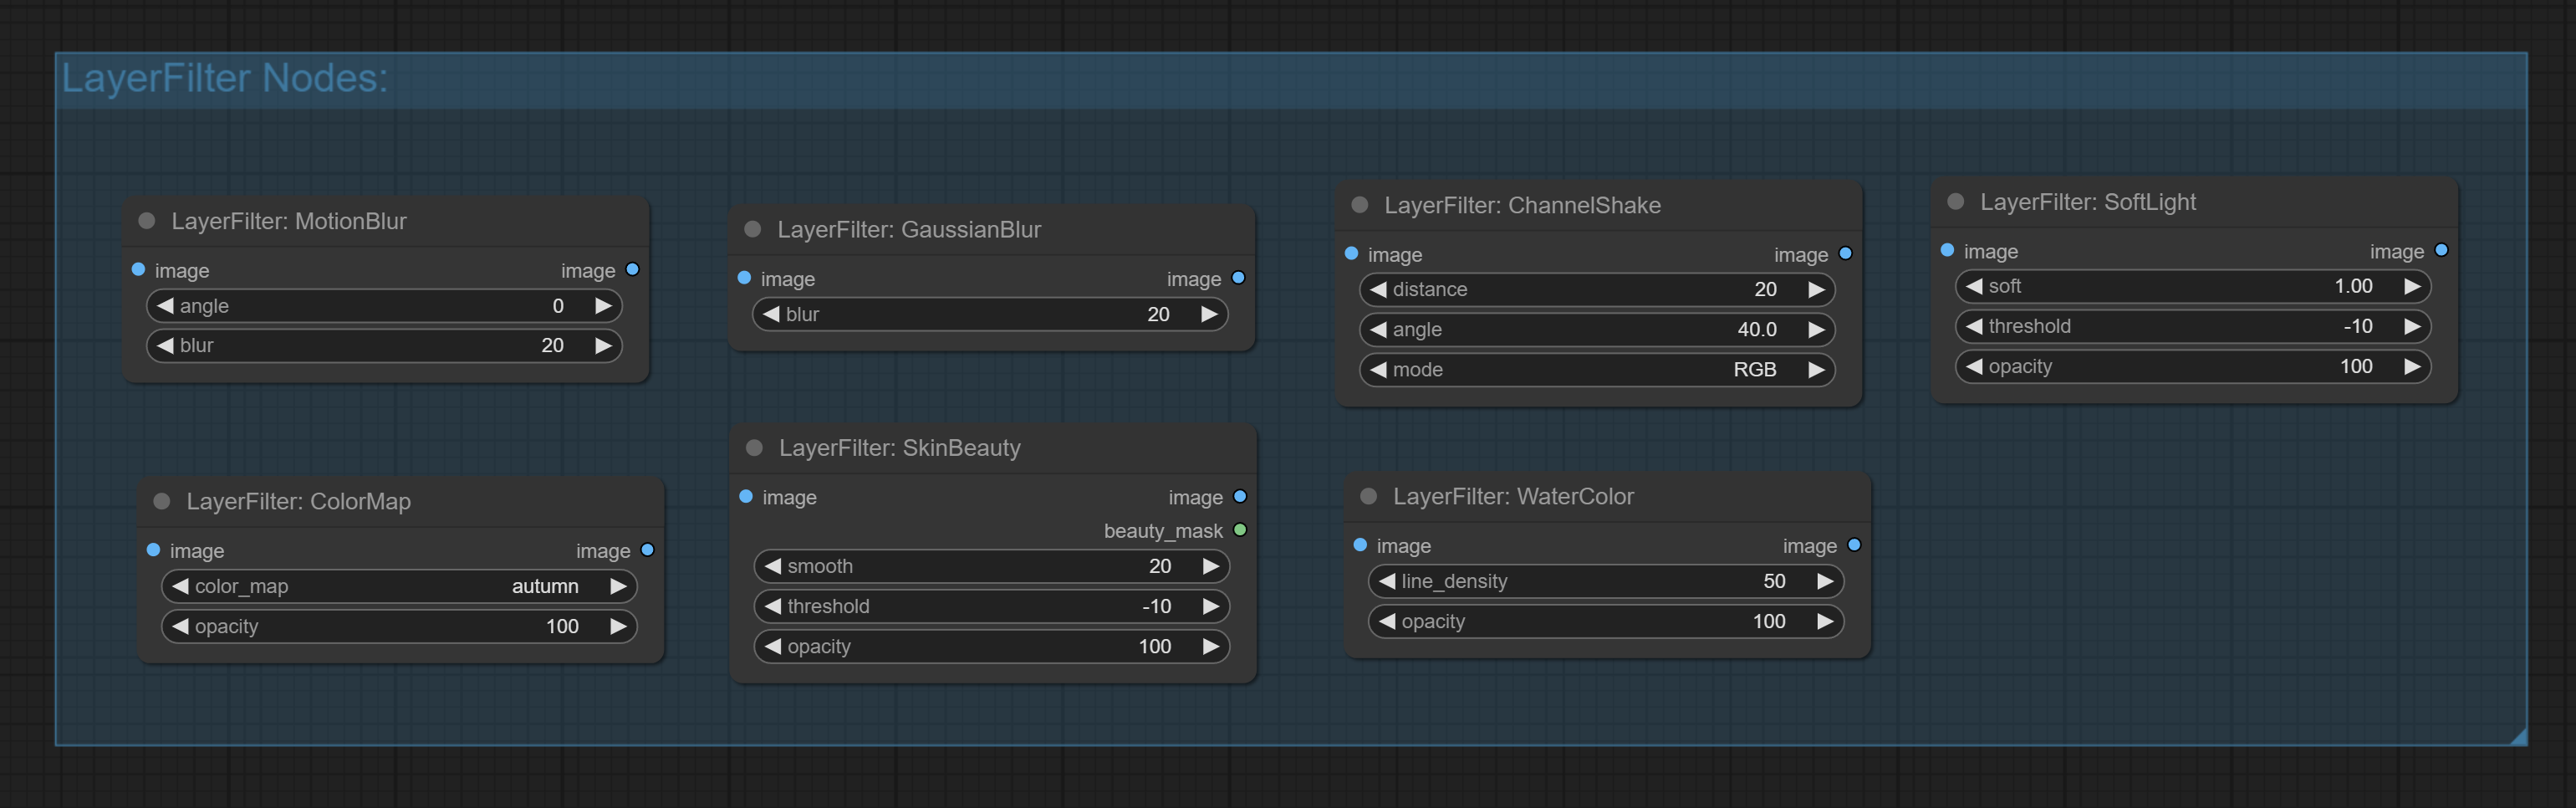 LayerFilter Nodes:
LayerFilter: MotionBlur
image image
angle 0
blur 20
LayerFilter: GaussianBlur
image image
blur 20
LayerFilter: ChannelShake
image image
distance 20
angle 40.0
mode RGB
LayerFilter: SoftLight
image image
soft 1.00
threshold -10
opacity 100
LayerFilter: ColorMap
image image
color_map autumn
opacity 100
LayerFilter: SkinBeauty
image image
beauty_mask
smooth 20
threshold -10
opacity 100
LayerFilter: WaterColor
image image
line_density 50
opacity 100